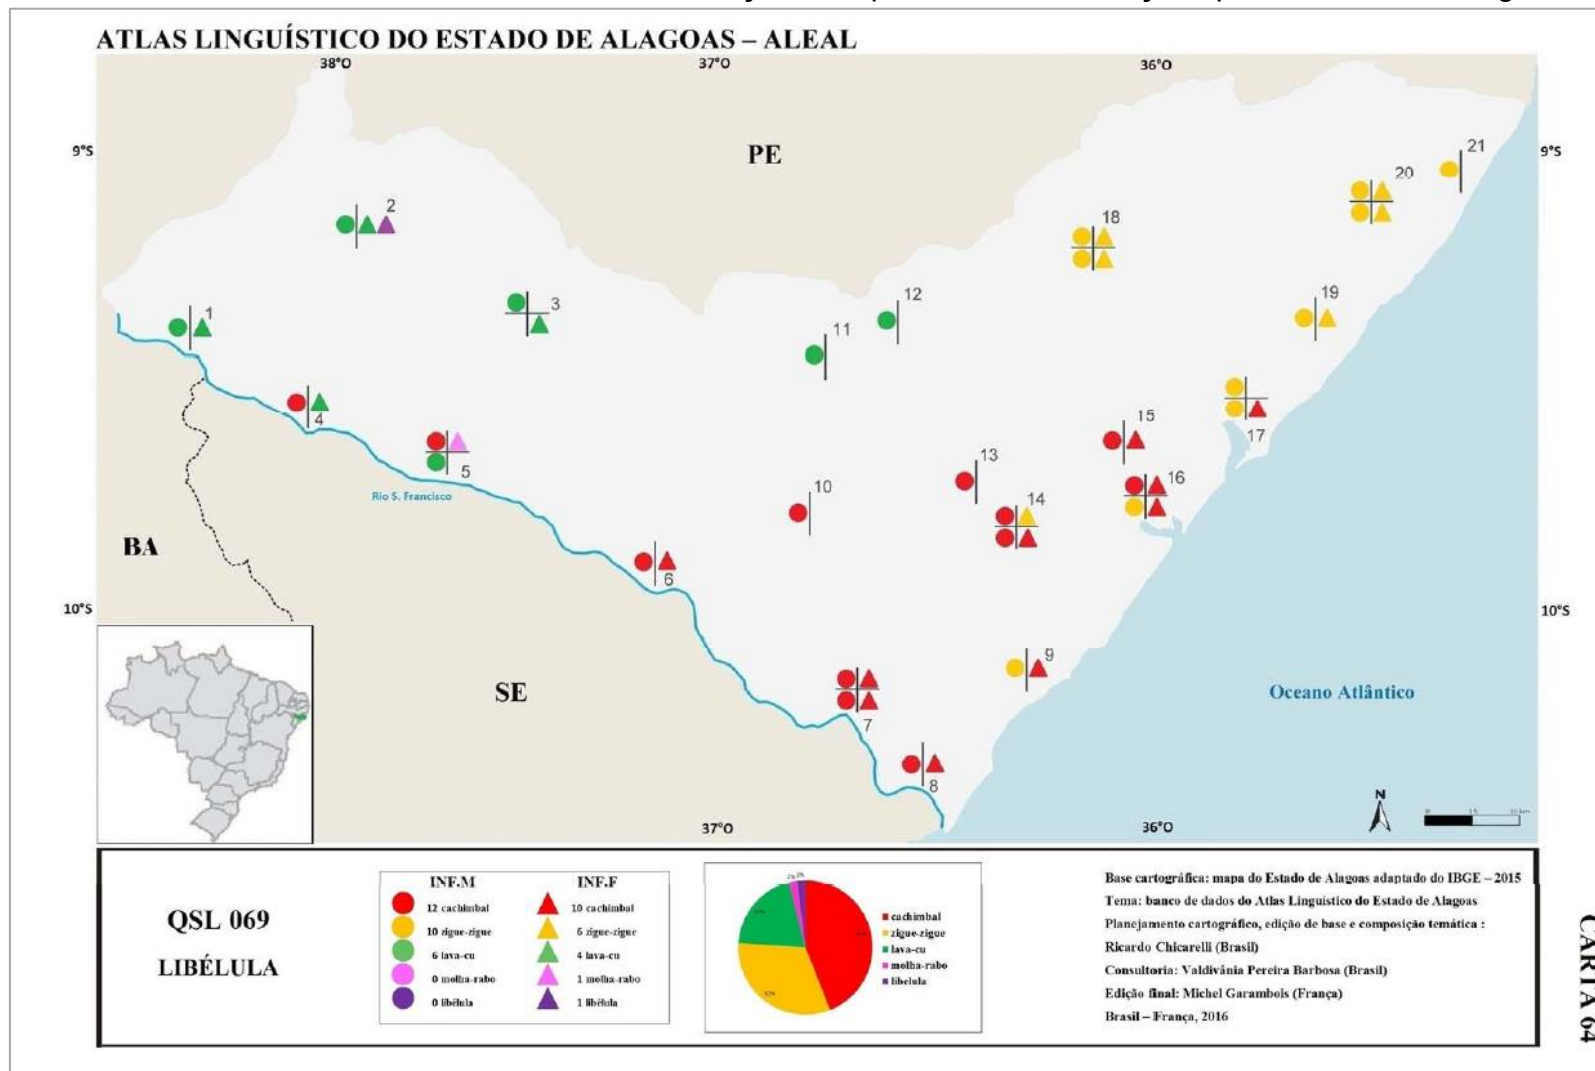 ATLAS LINGUÍSTICO DO ESTADO DE ALAGOAS – ALEAL
38°O 37°O 36°O
9°S 9°S
PE
21
20
2
18
19
12
3
1
11
4
15
17
5
13
16
10
14
Rio S. Francisco
BA
6
10°S 10°S
9
SE
Oceano Atlântico
7
8
N
37°O 36°O
QSL 069
LIBÉLULA
INF.M INF.F
12 cachimbal 10 cachimbal
10 zigue-zigue 6 zigue-zigue
6 lava-cu 4 lava-cu
0 molha-rabo 1 molha-rabo
0 libélula 1 libélula
cachimbal
zigue-zigue
lava-cu
molha-rabo
libelula
Base cartográfica: mapa do Estado de Alagoas adaptado do IBGE – 2015
Tema: banco de dados do Atlas Linguístico do Estado de Alagoas
Planejamento cartográfico, edição de base e composição temática :
Ricardo Chicarelli (Brasil)
Consultoria: Valdivânia Pereira Barbosa (Brasil)
Edição final: Michel Garambois (França)
Brasil – França, 2016
CARTA 64